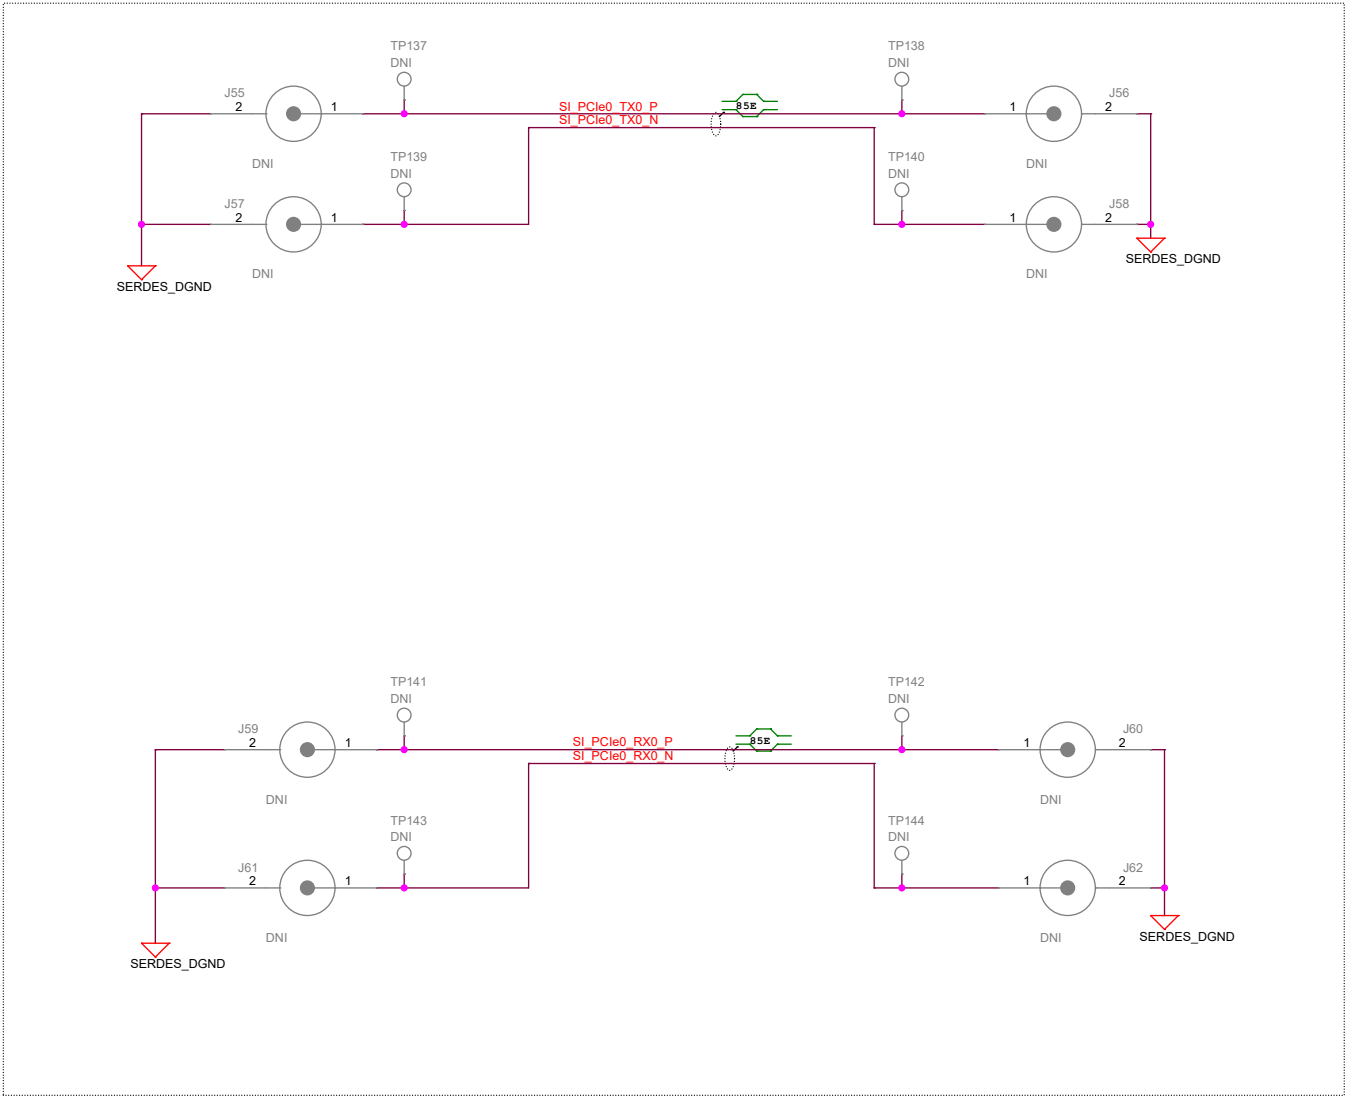 TP137
DNI
TP138
DNI
J55
2
1
SI_PCIe0_TX0_P
85E
1
J56
2
SI_PCIe0_TX0_N
DNI
TP139
DNI
TP140
DNI
DNI
J57
2
1
1
J58
2
DNI
DNI
SERDES_DGND
SERDES_DGND
TP141
DNI
TP142
DNI
J59
2
1
SI_PCIe0_RX0_P
85E
1
J60
2
SI_PCIe0_RX0_N
DNI
DNI
TP143
DNI
TP144
DNI
J61
2
1
1
J62
2
DNI
DNI
SERDES_DGND
SERDES_DGND